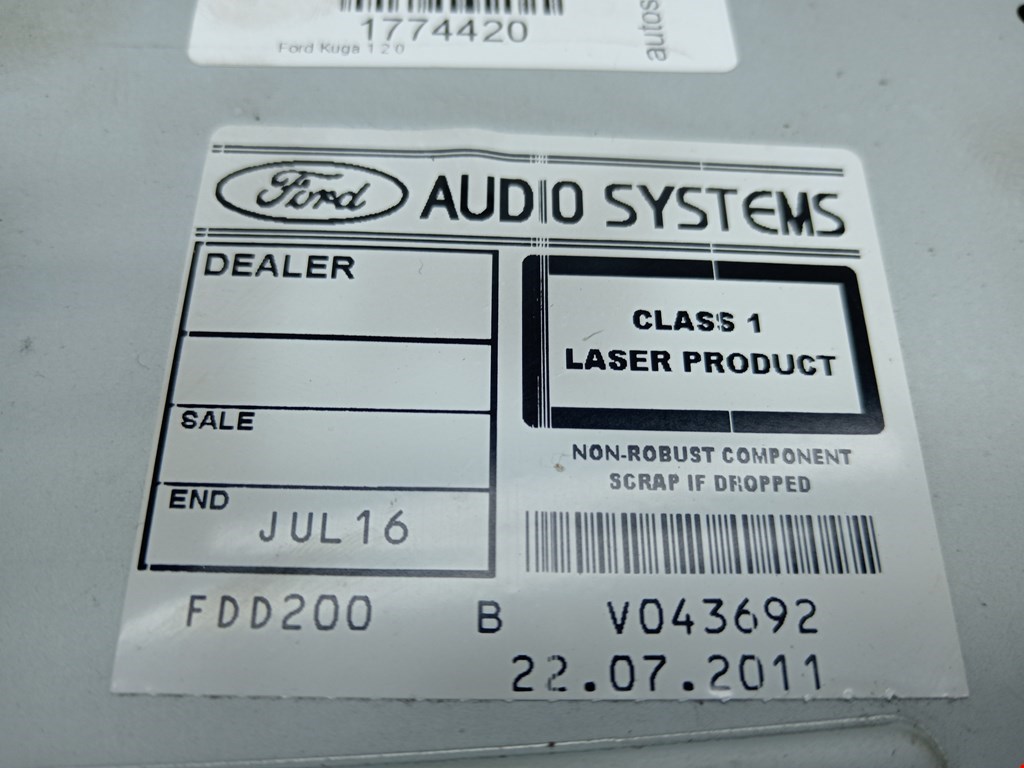 1774420
Ford Kuga 1 2.0
autos
Ford AUDIO SYSTEMS
DEALER
CLASS 1
LASER PRODUCT
SALE
NON-ROBUST COMPONENT
SCRAP IF DROPPED
END JUL16
FDD200 B V043692
22.07.2011